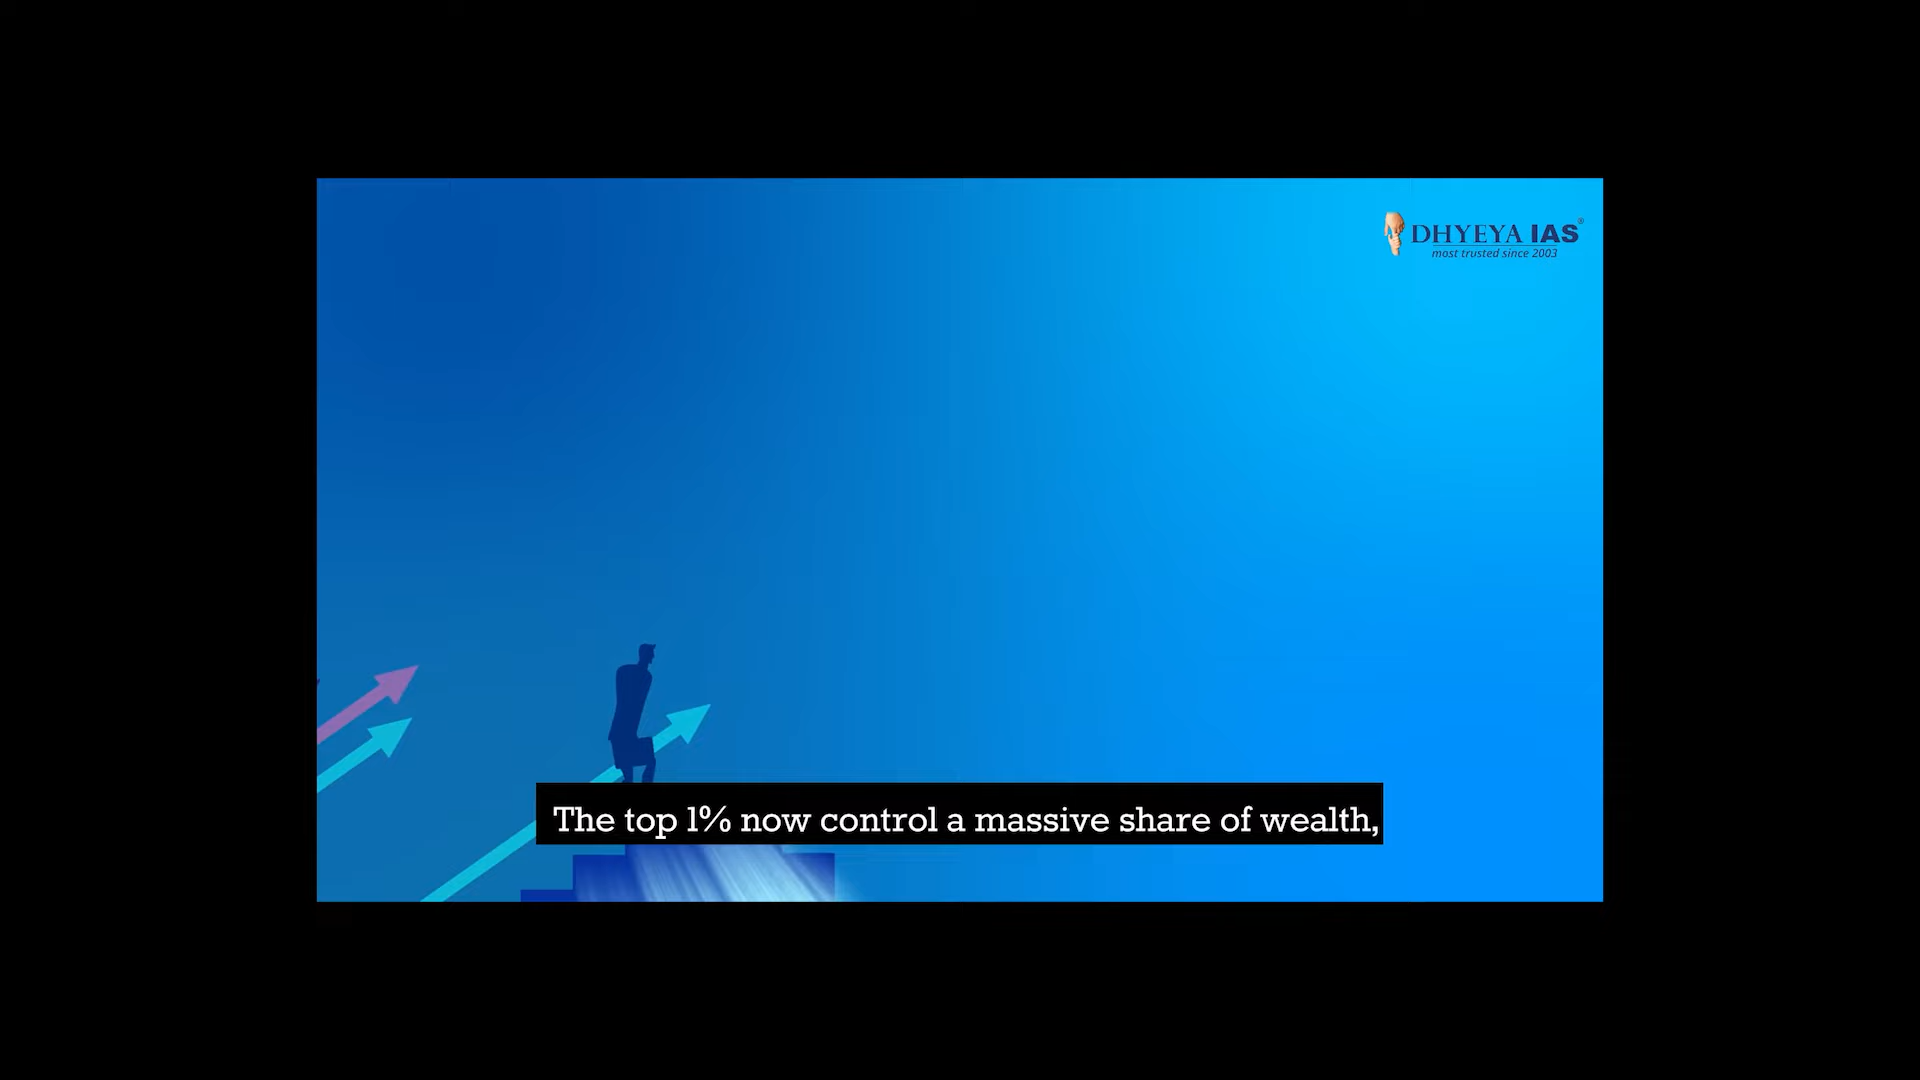 DHYEYA IAS®
most trusted since 2003
The top 1% now control a massive share of wealth,